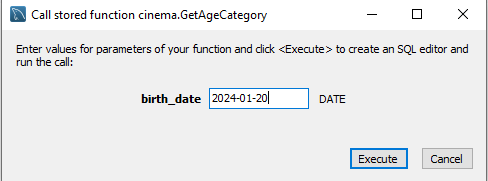 Call stored function cinema.GetAgeCategory
Enter values for parameters of your function and click <Execute> to create an SQL editor and
run the call:
birth_date 2024-01-20 DATE
Execute Cancel